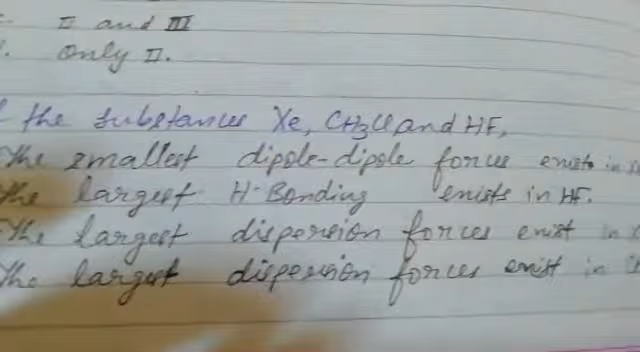 II and III
Only II.
the substances Xe, CH3Cl and HF,
The smallest dipole-dipole forces exists in
The largest H-Bonding exists in HF.
The largest dispersion forces exist in
The largest dispersion forces exist in